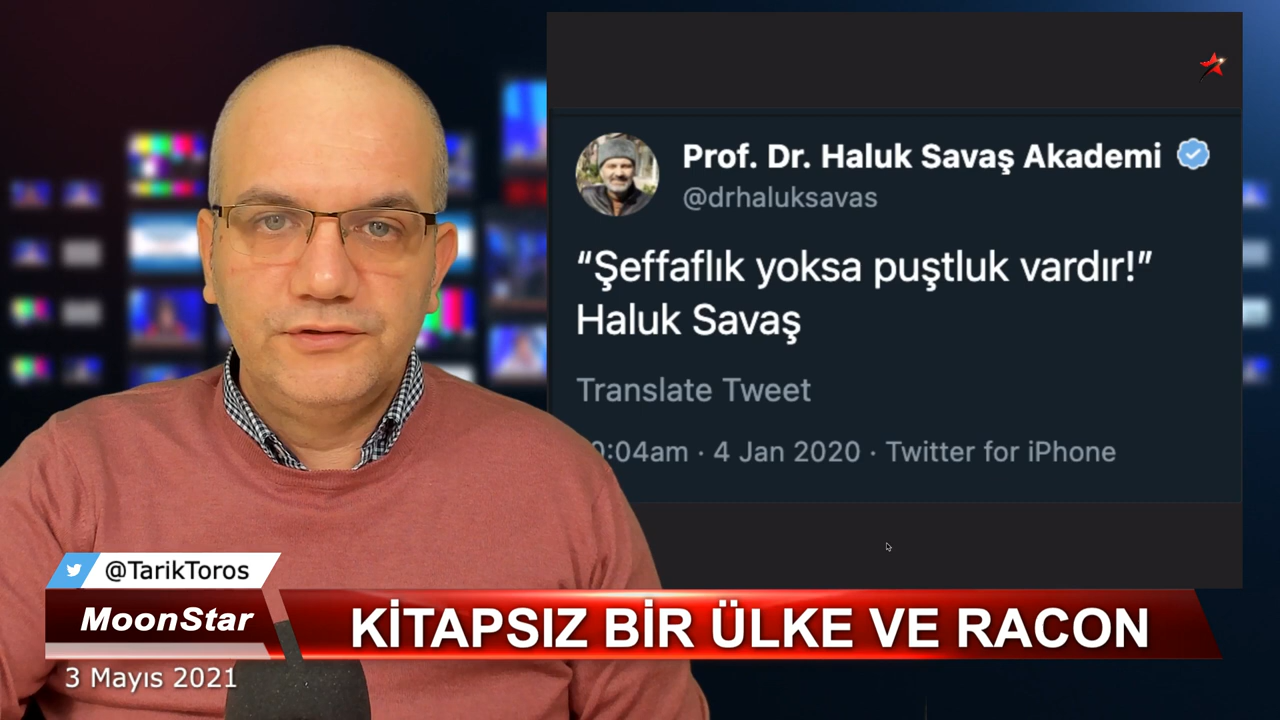 Prof. Dr. Haluk Savaş Akademi
@drhaluksavas
“Şeffaflık yoksa puştluk vardır!”
Haluk Savaş
Translate Tweet
:04am · 4 Jan 2020 · Twitter for iPhone
@TarikToros
MoonStar
KİTAPSIZ BİR ÜLKE VE RACON
3 Mayıs 2021